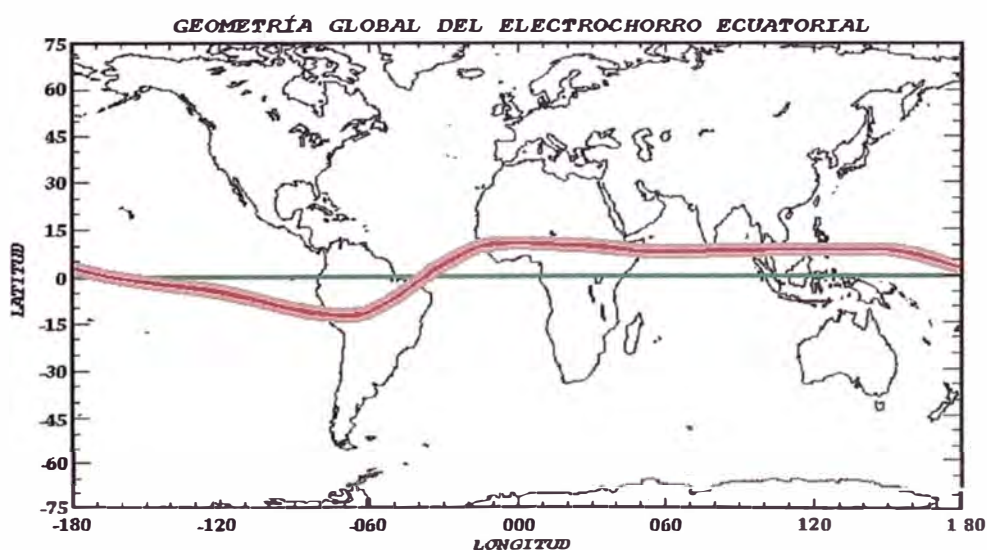 GEOMETRÍA GLOBAL DEL ELECTROCHORRO ECUATORIAL
75
60
45
30
15
0
-15
-30
-45
-60
-75
LATITUD
-180 -120 -060 000 060 120 1 80
LONGITUD